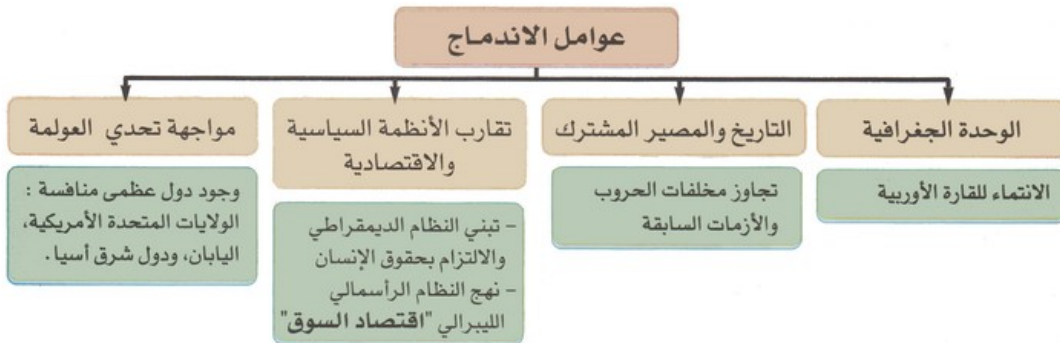 عوامل الاندماج
الوحدة الجغرافية
الانتماء للقارة الأوربية
التاريخ والمصير المشترك
تجاوز مخلفات الحروب
والأزمات السابقة
تقارب الأنظمة السياسية
والاقتصادية
- تبني النظام الديمقراطي
والالتزام بحقوق الإنسان
- نهج النظام الرأسمالي
الليبرالي "اقتصاد السوق"
مواجهة تحدي العولمة
وجود دول عظمى منافسة :
الولايات المتحدة الأمريكية،
اليابان، ودول شرق أسيا.